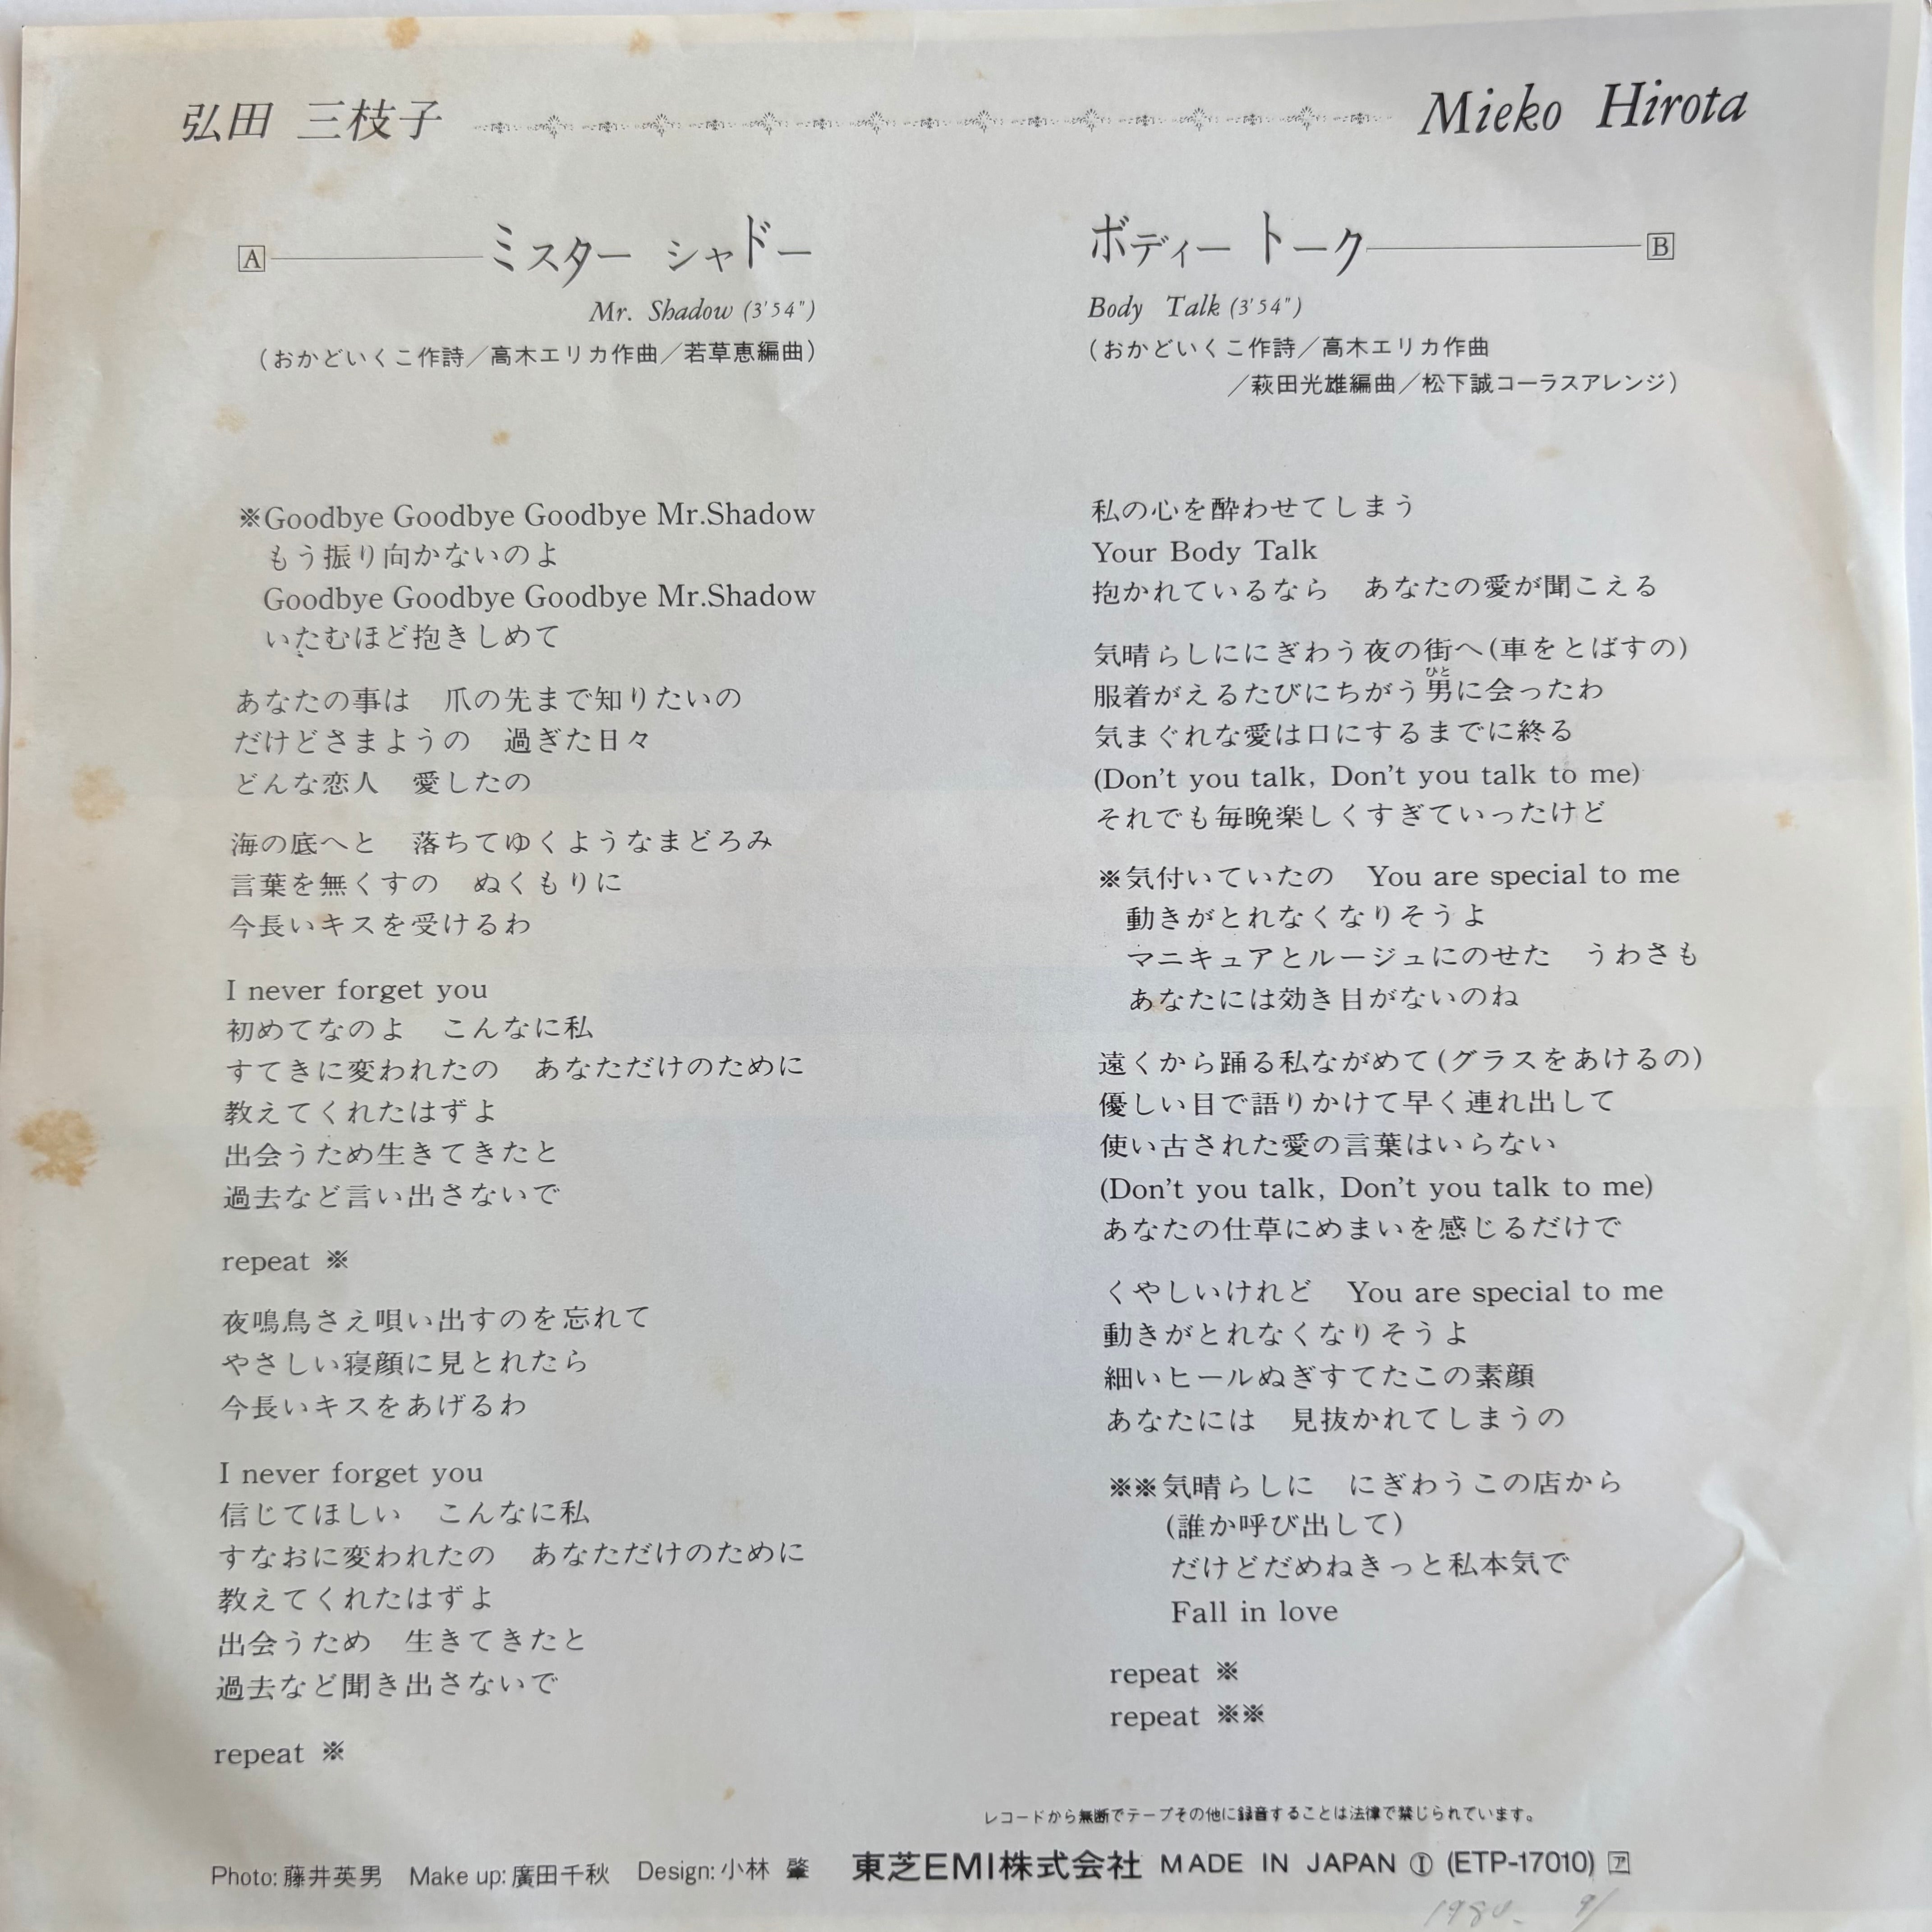 弘田 三枝子 Mieko Hirota
A ミスター シャドー
Mr. Shadow (3'54")
(おかどいくこ作詩／高木エリカ作曲／若草恵編曲)
※Goodbye Goodbye Goodbye Mr.Shadow
もう振り向かないのよ
Goodbye Goodbye Goodbye Mr.Shadow
いたむほど抱きしめて
あなたの事は　爪の先まで知りたいの
だけどさまようの　過ぎた日々
どんな恋人　愛したの
海の底へと　落ちてゆくようなまどろみ
言葉を無くすの　ぬくもりに
今長いキスを受けるわ
I never forget you
初めてなのよ　こんなに私
すてきに変われたの　あなただけのために
教えてくれたはずよ
出会うため生きてきたと
過去など言い出さないで
repeat ※
夜鳴鳥さえ唄い出すのを忘れて
やさしい寝顔に見とれたら
今長いキスをあげるわ
I never forget you
信じてほしい　こんなに私
すなおに変われたの　あなただけのために
教えてくれたはずよ
出会うため　生きてきたと
過去など聞き出さないで
repeat ※
ボディー トーク B
Body Talk (3'54")
(おかどいくこ作詩／高木エリカ作曲
／萩田光雄編曲／松下誠コーラスアレンジ)
私の心を酔わせてしまう
Your Body Talk
抱かれているなら　あなたの愛が聞こえる
気晴らしににぎわう夜の街へ(車をとばすの)
ひと
服着がえるたびにちがう男に会ったわ
気まぐれな愛は口にするまでに終る
(Don't you talk, Don't you talk to me)
それでも毎晩楽しくすぎていったけど
※気付いていたの　You are special to me
動きがとれなくなりそうよ
マニキュアとルージュにのせた　うわさも
あなたには効き目がないのね
遠くから踊る私ながめて(グラスをあけるの)
優しい目で語りかけて早く連れ出して
使い古された愛の言葉はいらない
(Don't you talk, Don't you talk to me)
あなたの仕草にめまいを感じるだけで
くやしいけれど　You are special to me
動きがとれなくなりそうよ
細いヒールぬぎすてたこの素顔
あなたには　見抜かれてしまうの
※※気晴らしに　にぎわうこの店から
(誰か呼び出して)
だけどだめねきっと私本気で
Fall in love
repeat ※
repeat ※※
レコードから無断でテープその他に録音することは法律で禁じられています。
Photo:藤井英男　Make up:廣田千秋　Design:小林 肇　東芝EMI株式会社 MADE IN JAPAN Ⓘ (ETP-17010) ア